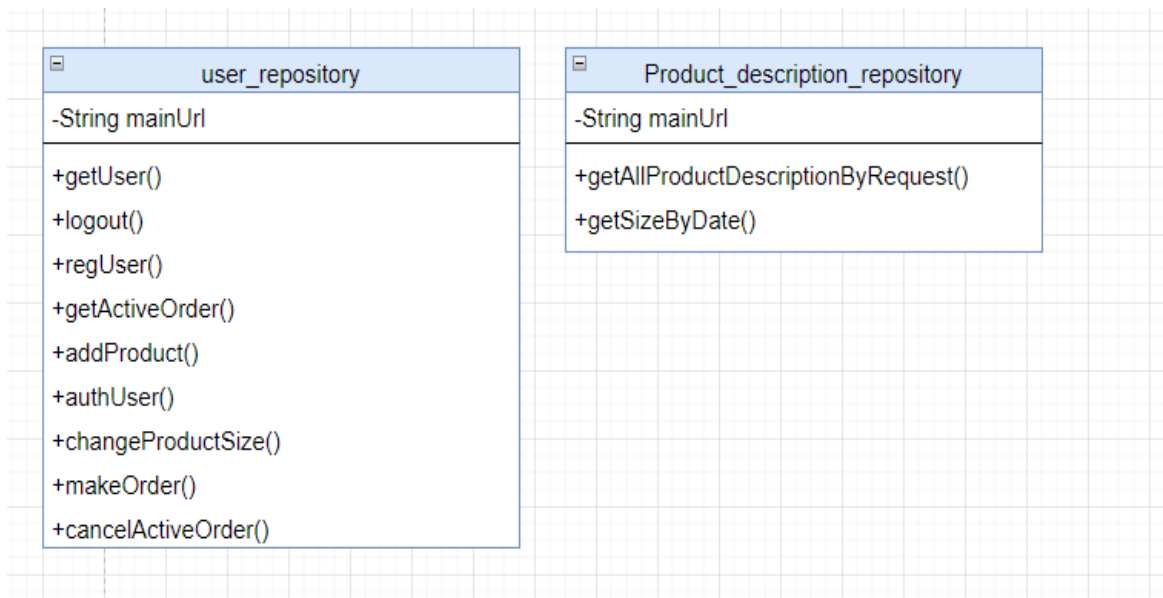 user_repository
-String mainUrl
+getUser()
+logout()
+regUser()
+getActiveOrder()
+addProduct()
+authUser()
+changeProductSize()
+makeOrder()
+cancelActiveOrder()
Product_description_repository
-String mainUrl
+getAllProductDescriptionByRequest()
+getSizeByDate()